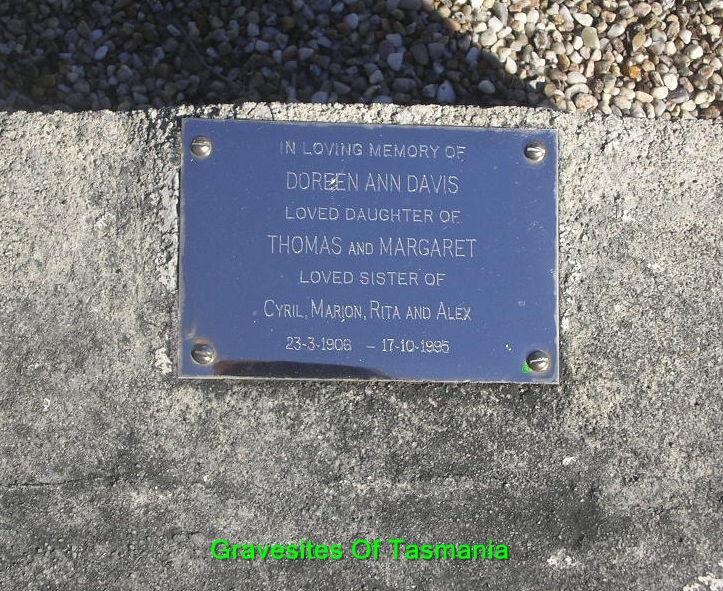 IN LOVING MEMORY OF
DOREEN ANN DAVIS
LOVED DAUGHTER OF
THOMAS AND MARGARET
LOVED SISTER OF
CYRIL, MARION, RITA AND ALEX
23-3-1906 - 17-10-1995
Gravesites Of Tasmania